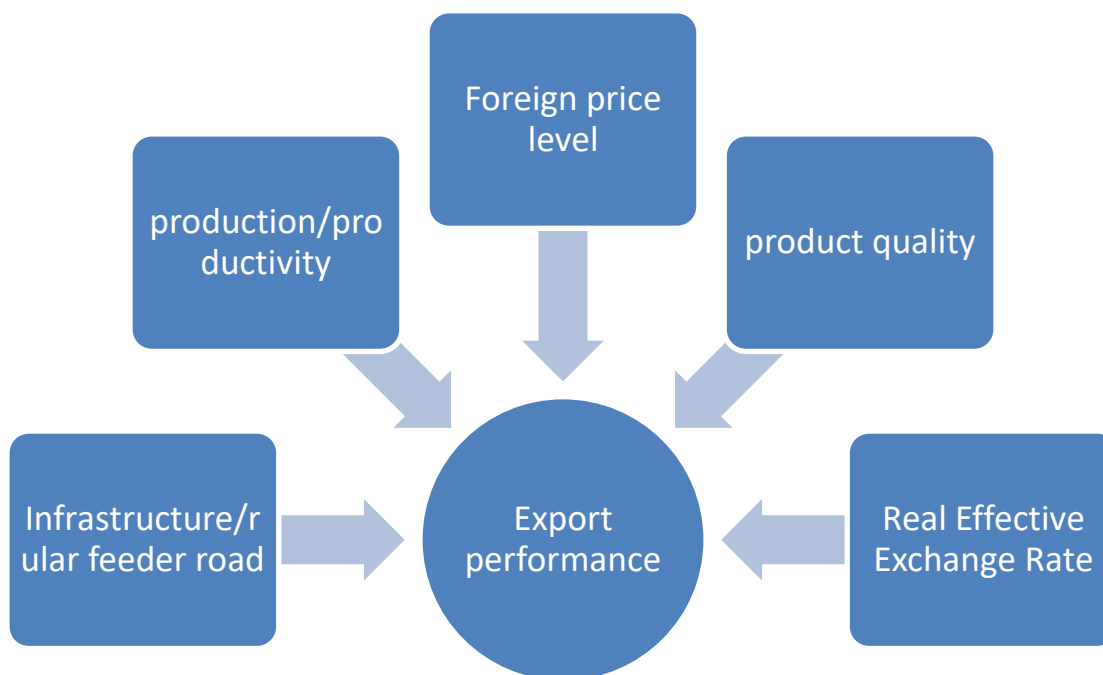 Foreign price
level
production/pro
ductivity
product quality
Infrastructure/r
ular feeder road
Export
performance
Real Effective
Exchange Rate